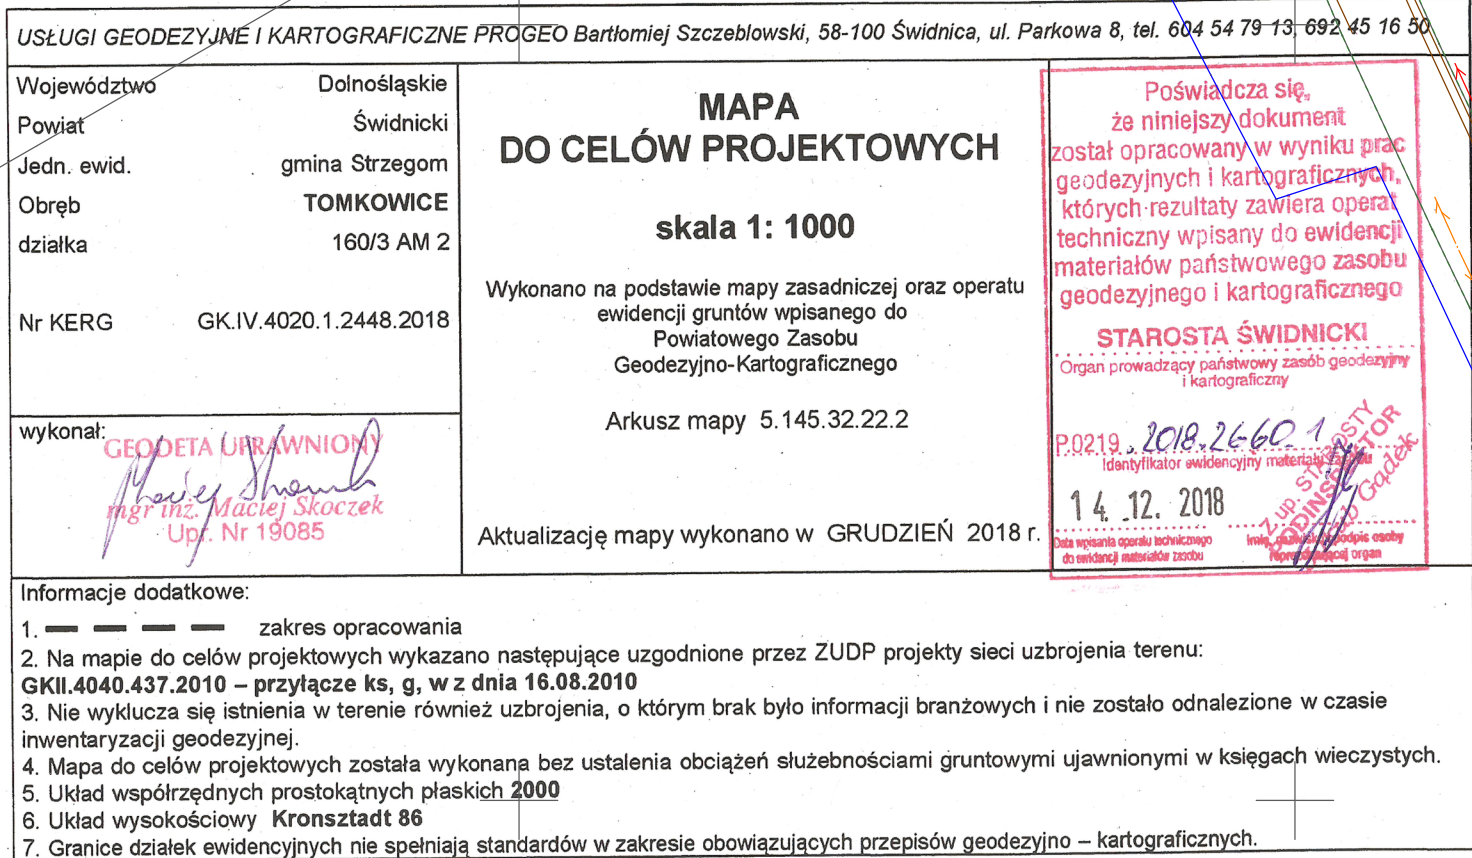 USŁUGI GEODEZYJNE I KARTOGRAFICZNE PROGEO Bartłomiej Szczeblowski, 58-100 Świdnica, ul. Parkowa 8, tel. 604 54 79 13, 692 45 16 50
Województwo Dolnośląskie
Powiat Świdnicki
Jedn. ewid. gmina Strzegom
Obręb TOMKOWICE
działka 160/3 AM 2
Nr KERG GK.IV.4020.1.2448.2018
wykonał:
GEODETA UPRAWNIONY
mgr inż. Maciej Skoczek
Upr. Nr 19085
MAPA
DO CELÓW PROJEKTOWYCH
skala 1: 1000
Wykonano na podstawie mapy zasadniczej oraz operatu
ewidencji gruntów wpisanego do
Powiatowego Zasobu
Geodezyjno-Kartograficznego
Arkusz mapy 5.145.32.22.2
Aktualizację mapy wykonano w GRUDZIEŃ 2018 r.
Poświadcza się,
że niniejszy dokument
został opracowany w wyniku prac
geodezyjnych i kartograficznych,
których rezultaty zawiera operat
techniczny wpisany do ewidencji
materiałów państwowego zasobu
geodezyjnego i kartograficznego
STAROSTA ŚWIDNICKI
Organ prowadzący państwowy zasób geodezyjny
i kartograficzny
P.0219.2018.2660.1
Identyfikator ewidencyjny materiału zasobu
14. 12. 2018
Data wpisania operatu technicznego
do ewidencji materiałów zasobu
Imię, nazwisko i podpis osoby
reprezentującej organ
Z up. STAROSTY
Gądek
Informacje dodatkowe:
1. zakres opracowania
2. Na mapie do celów projektowych wykazano następujące uzgodnione przez ZUDP projekty sieci uzbrojenia terenu:
GKII.4040.437.2010 – przyłącze ks, g, w z dnia 16.08.2010
3. Nie wyklucza się istnienia w terenie również uzbrojenia, o którym brak było informacji branżowych i nie zostało odnalezione w czasie
inwentaryzacji geodezyjnej.
4. Mapa do celów projektowych została wykonana bez ustalenia obciążeń służebnościami gruntowymi ujawnionymi w księgach wieczystych.
5. Układ współrzędnych prostokątnych płaskich 2000
6. Układ wysokościowy Kronsztadt 86
7. Granice działek ewidencyjnych nie spełniają standardów w zakresie obowiązujących przepisów geodezyjno – kartograficznych.